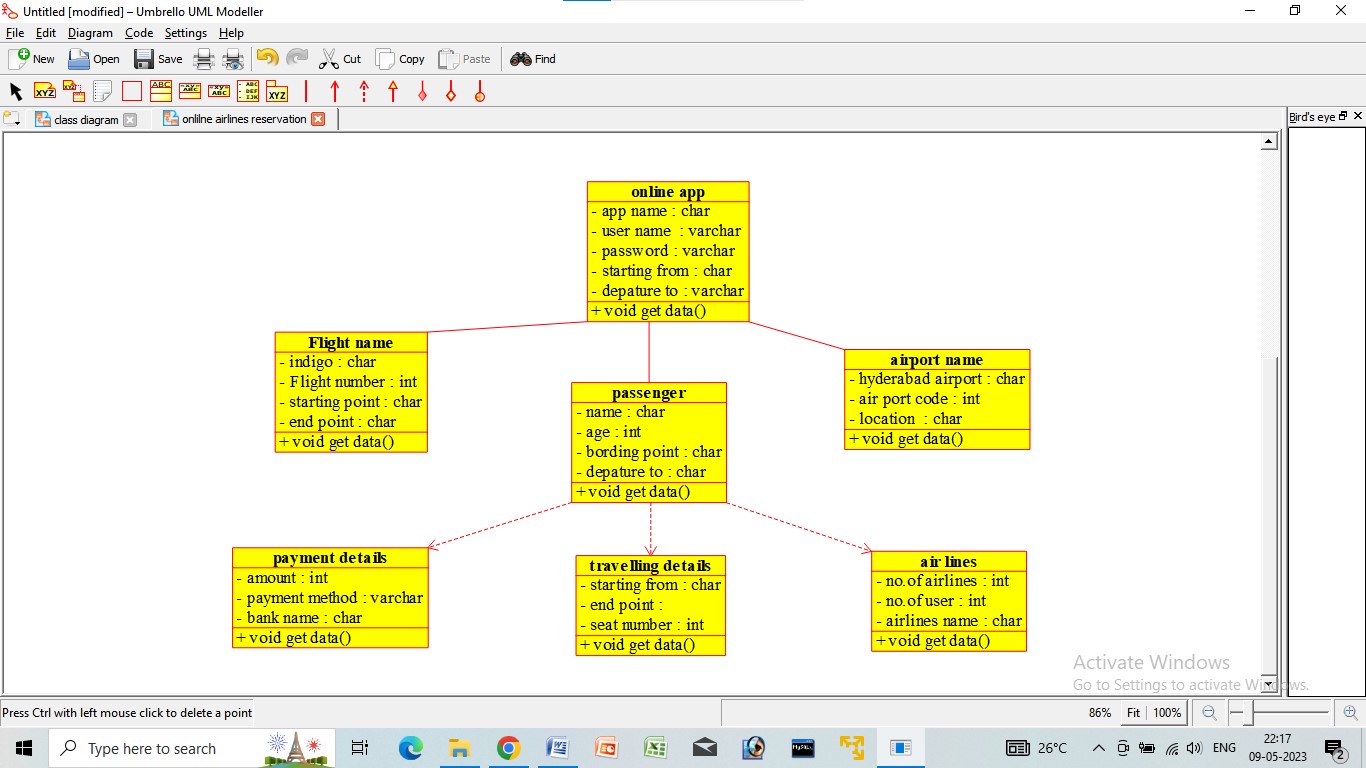 Untitled [modified] – Umbrello UML Modeller
File Edit Diagram Code Settings Help
New Open Save Cut Copy Paste Find
class diagram onlilne airlines reservation Bird's eye
online app
- app name : char
- user name : varchar
- password : varchar
- starting from : char
- depature to : varchar
+ void get data()
Flight name
- indigo : char
- Flight number : int
- starting point : char
- end point : char
+ void get data()
passenger
- name : char
- age : int
- bording point : char
- depature to : char
+ void get data()
airport name
- hyderabad airport : char
- air port code : int
- location : char
+ void get data()
payment details
- amount : int
- payment method : varchar
- bank name : char
+ void get data()
travelling details
- starting from : char
- end point :
- seat number : int
+ void get data()
air lines
- no.of airlines : int
- no.of user : int
- airlines name : char
+ void get data()
Activate Windows
Go to Settings to activate Windows.
Press Ctrl with left mouse click to delete a point 86% Fit 100%
Type here to search 26°C ENG 22:17
09-05-2023 2